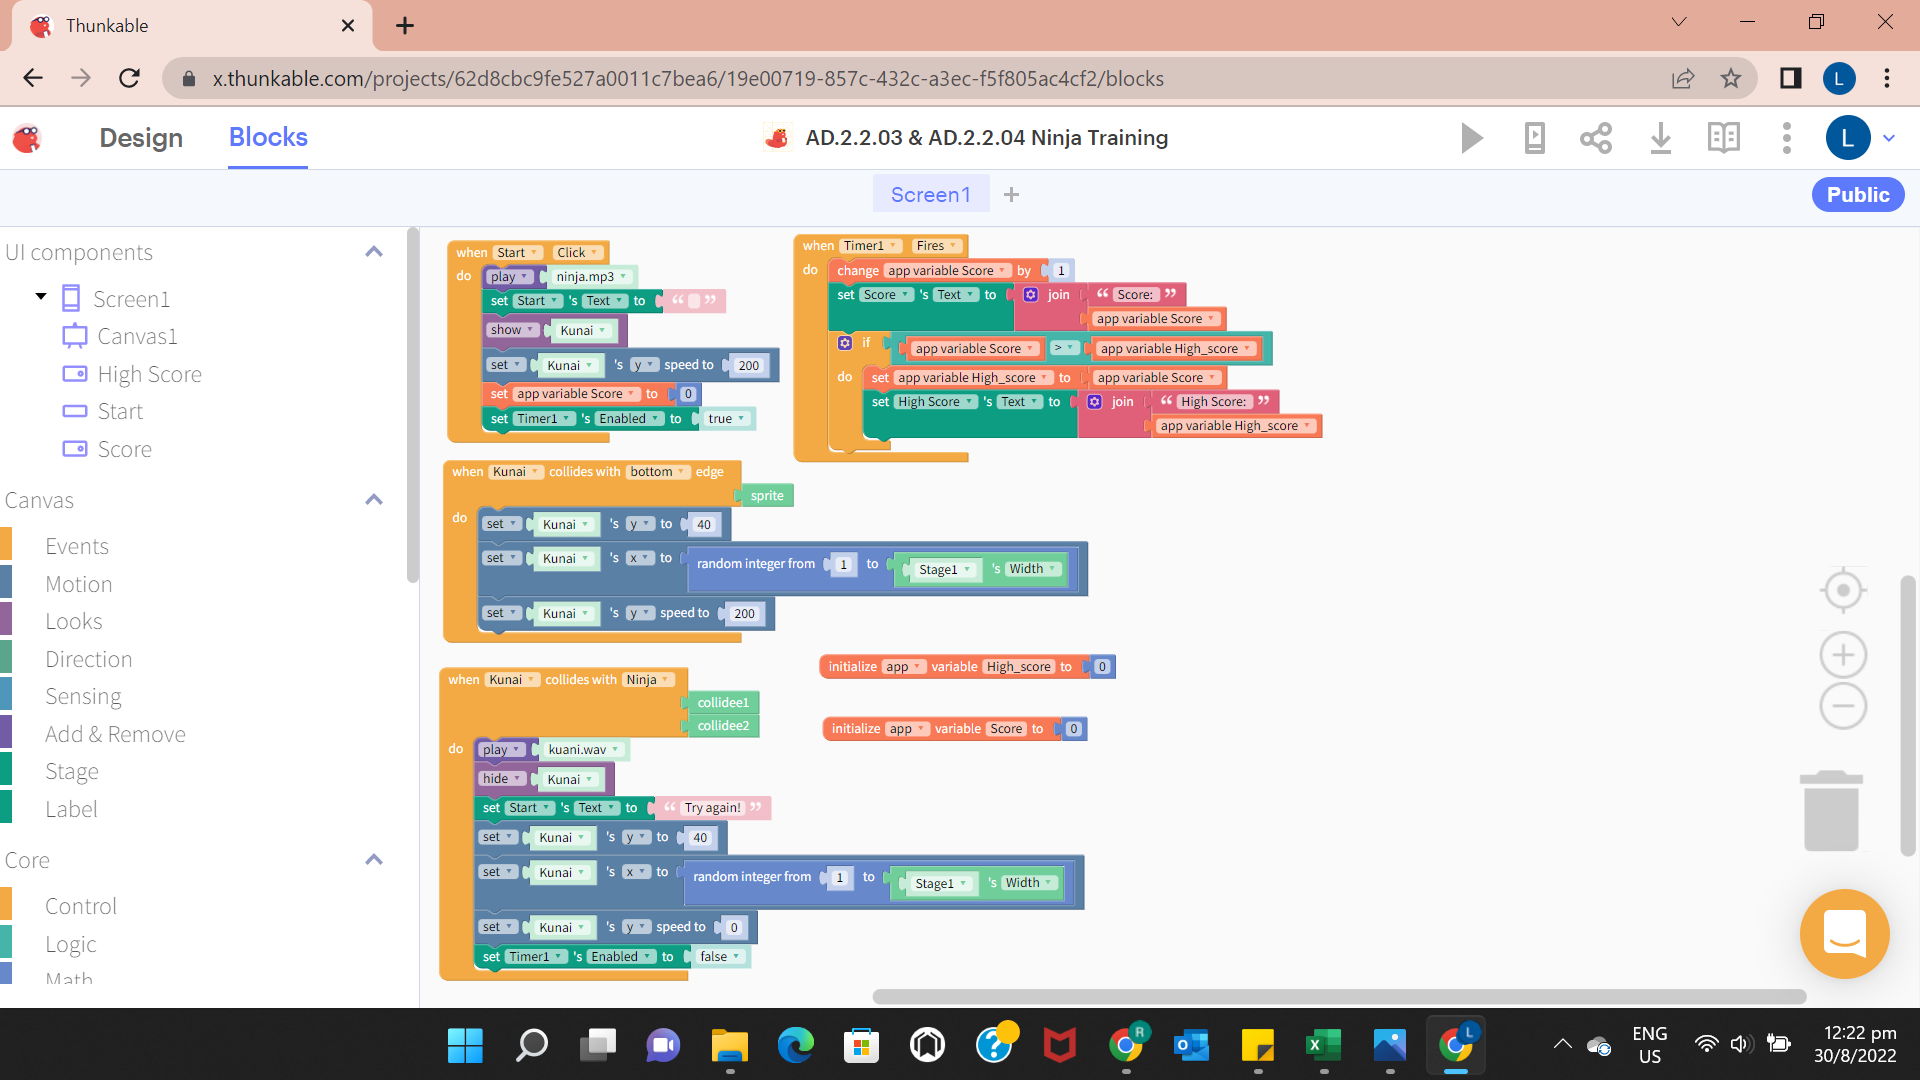 Thunkable
x.thunkable.com/projects/62d8cbc9fe527a0011c7bea6/19e00719-857c-432c-a3ec-f5f805ac4cf2/blocks
L
Design
Blocks
AD.2.2.03 & AD.2.2.04 Ninja Training
L
Screen1
Public
UI components
Screen1
Canvas1
High Score
Start
Score
Canvas
Events
Motion
Looks
Direction
Sensing
Add & Remove
Stage
Label
Core
Control
Logic
Math
when Start Click
do play ninja.mp3
set Start 's Text to “ ”
show Kunai
set Kunai 's y speed to 200
set app variable Score to 0
set Timer1 's Enabled to true
when Timer1 Fires
do change app variable Score by 1
set Score 's Text to join “ Score: ”
app variable Score
if app variable Score > app variable High_score
do set app variable High_score to app variable Score
set High Score 's Text to join “ High Score: ”
app variable High_score
when Kunai collides with bottom edge
sprite
do set Kunai 's y to 40
set Kunai 's x to random integer from 1 to Stage1 's Width
set Kunai 's y speed to 200
when Kunai collides with Ninja
collidee1
collidee2
do play kuani.wav
hide Kunai
set Start 's Text to “ Try again! ”
set Kunai 's y to 40
set Kunai 's x to random integer from 1 to Stage1 's Width
set Kunai 's y speed to 0
set Timer1 's Enabled to false
initialize app variable High_score to 0
initialize app variable Score to 0
R
L
ENG
US
12:22 pm
30/8/2022